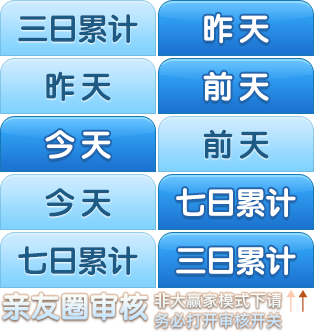 三日累计 昨天
昨天 前天
今天 前天
今天 七日累计
七日累计 三日累计
亲友圈审核 非大赢家模式下请
务必打开审核开关